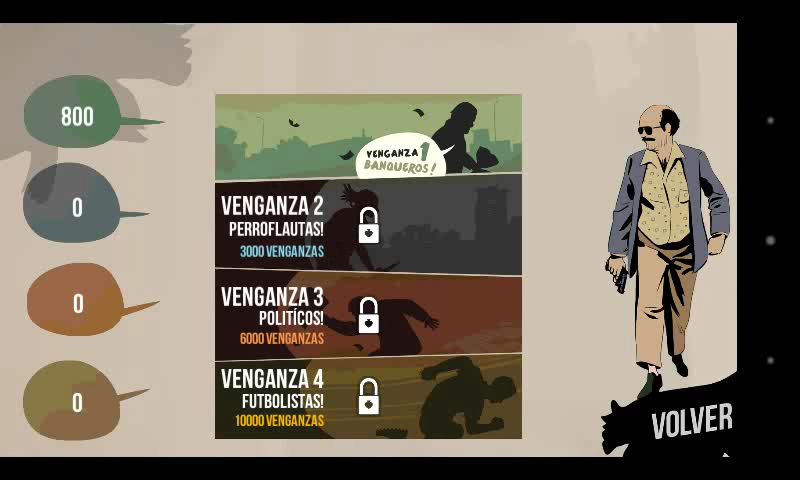 800
0
0
0
VENGANZA 1
BANQUEROS!
VENGANZA 2
PERROFLAUTAS!
3000 VENGANZAS
VENGANZA 3
POLITÍCOS!
6000 VENGANZAS
VENGANZA 4
FUTBOLISTAS!
10000 VENGANZAS
VOLVER